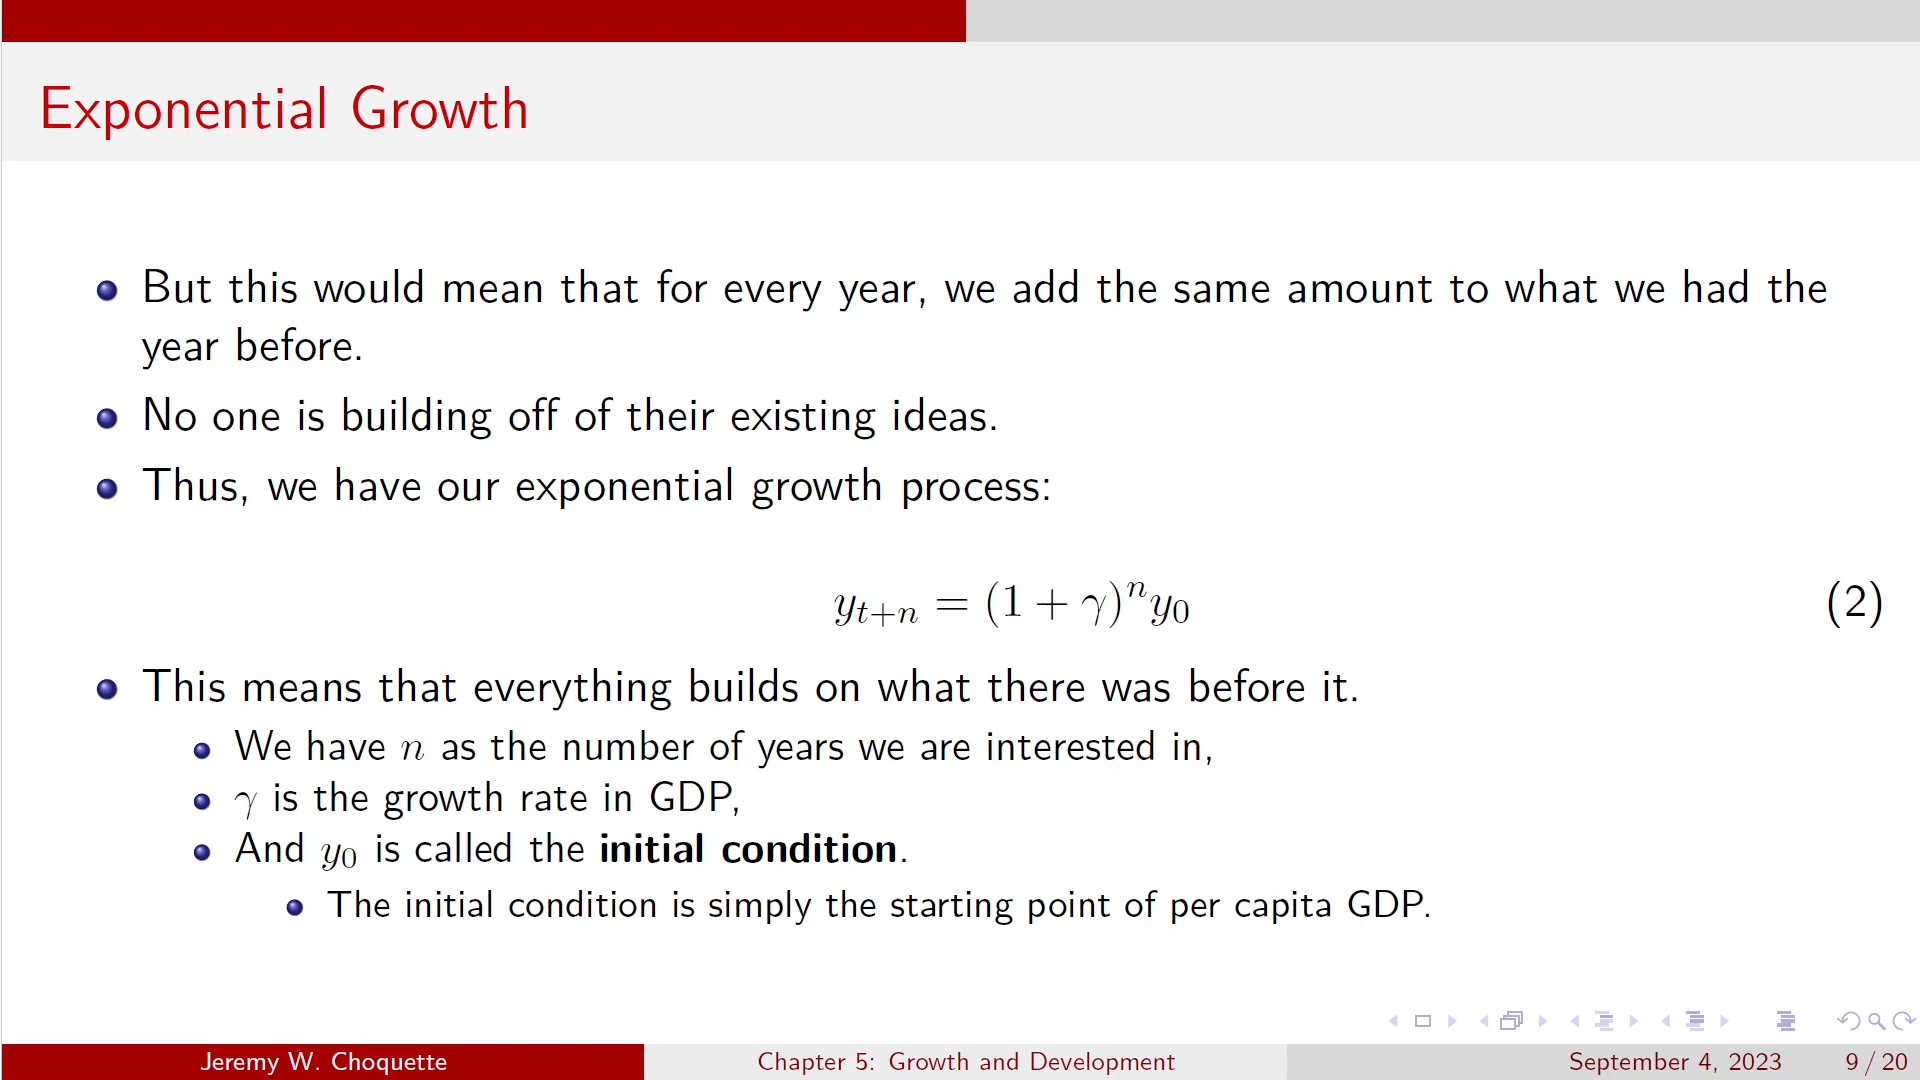 Exponential Growth
But this would mean that for every year, we add the same amount to what we had the
year before.
No one is building off of their existing ideas.
Thus, we have our exponential growth process:
y_{t+n} = (1 + γ)^n y_0 (2)
This means that everything builds on what there was before it.
We have n as the number of years we are interested in,
γ is the growth rate in GDP,
And y_0 is called the initial condition.
The initial condition is simply the starting point of per capita GDP.
Jeremy W. Choquette Chapter 5: Growth and Development September 4, 2023 9 / 20